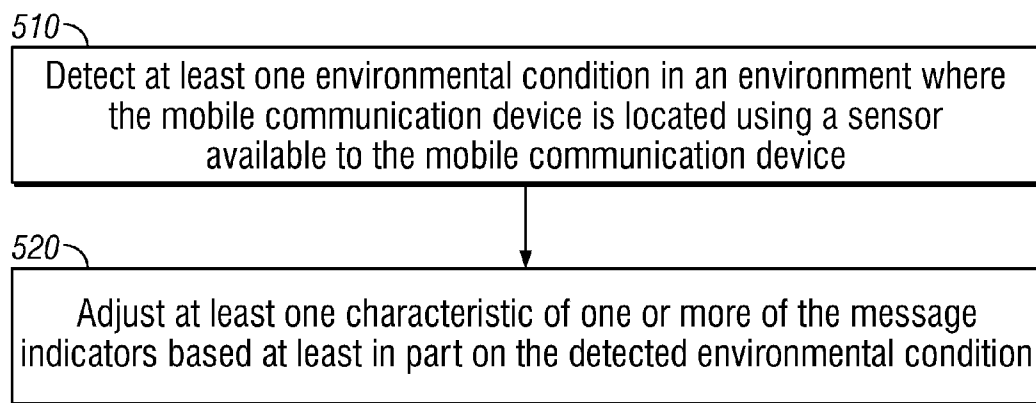 510
Detect at least one environmental condition in an environment where
the mobile communication device is located using a sensor
available to the mobile communication device
520
Adjust at least one characteristic of one or more of the message
indicators based at least in part on the detected environmental condition